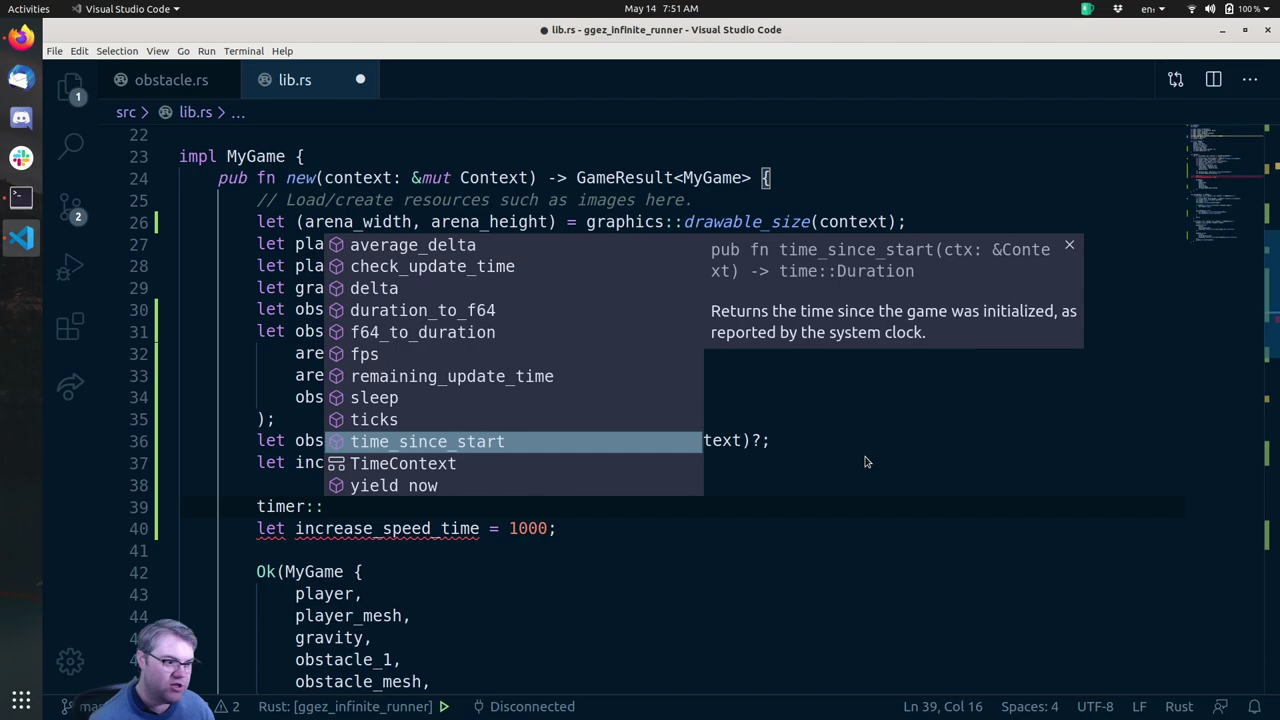 Activities
Visual Studio Code
May 14 7:51 AM
en
100 %
lib.rs - ggez_infinite_runner - Visual Studio Code
File Edit Selection View Go Run Terminal Help
obstacle.rs
lib.rs
1
src > lib.rs > ...
22
23 impl MyGame {
24 pub fn new(context: &mut Context) -> GameResult<MyGame> {
25 // Load/create resources such as images here.
26 let (arena_width, arena_height) = graphics::drawable_size(context);
27 let pla
average_delta
pub fn time_since_start(ctx: &Conte
28 let pla
check_update_time
xt) -> time::Duration
29 let gra
delta
30 let obs
duration_to_f64
Returns the time since the game was initialized, as
31 let obs
f64_to_duration
reported by the system clock.
32 are
fps
33 are
remaining_update_time
34 obs
sleep
35 );
ticks
36 let obs
time_since_start
text)?;
37 let inc
TimeContext
38
yield_now
39 timer::
40 let increase_speed_time = 1000;
41
42 Ok(MyGame {
43 player,
44 player_mesh,
gravity,
obstacle_1,
obstacle_mesh,
2
2
Rust: [ggez_infinite_runner]
Disconnected
Ln 39, Col 16
Spaces: 4
UTF-8
LF
Rust